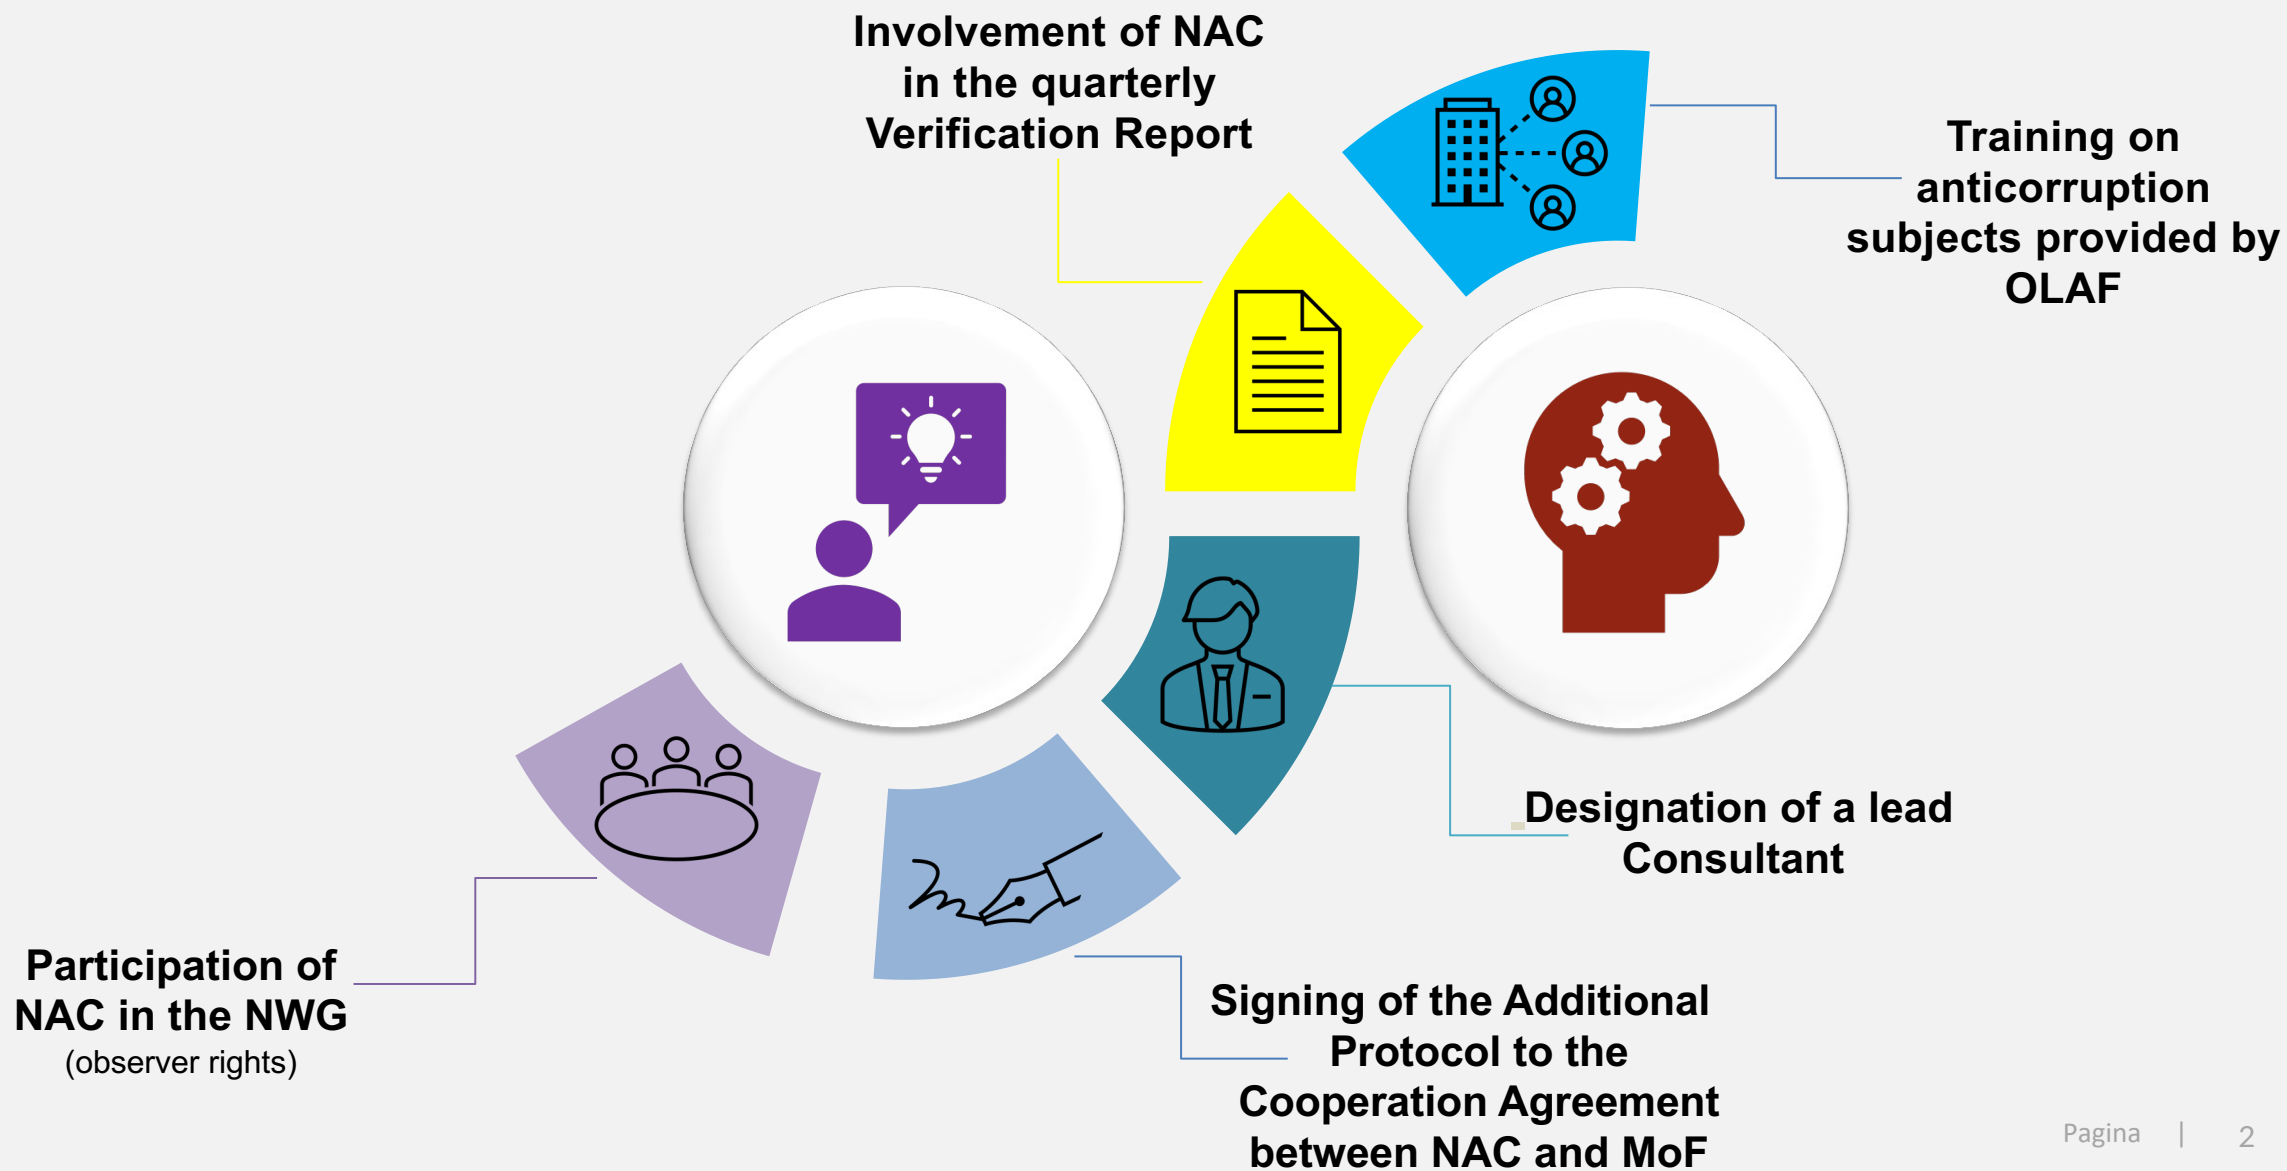 Involvement of NAC
in the quarterly
Verification Report
Training on
anticorruption
subjects provided by
OLAF
Designation of a lead
Consultant
Participation of
NAC in the NWG
(observer rights)
Signing of the Additional
Protocol to the
Cooperation Agreement
between NAC and MoF
Pagina | 2